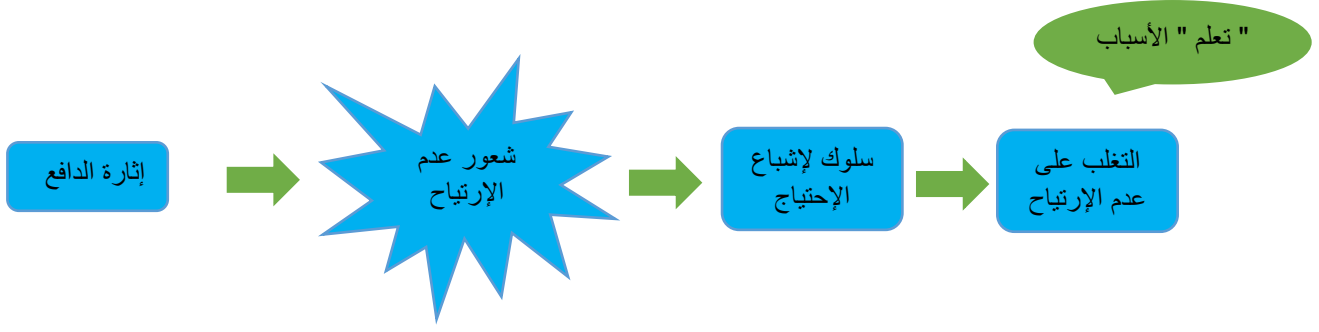 " تعلم " الأسباب
إثارة الدافع
شعور عدم
الإرتياح
سلوك لإشباع
الإحتياج
التغلب على
عدم الإرتياح